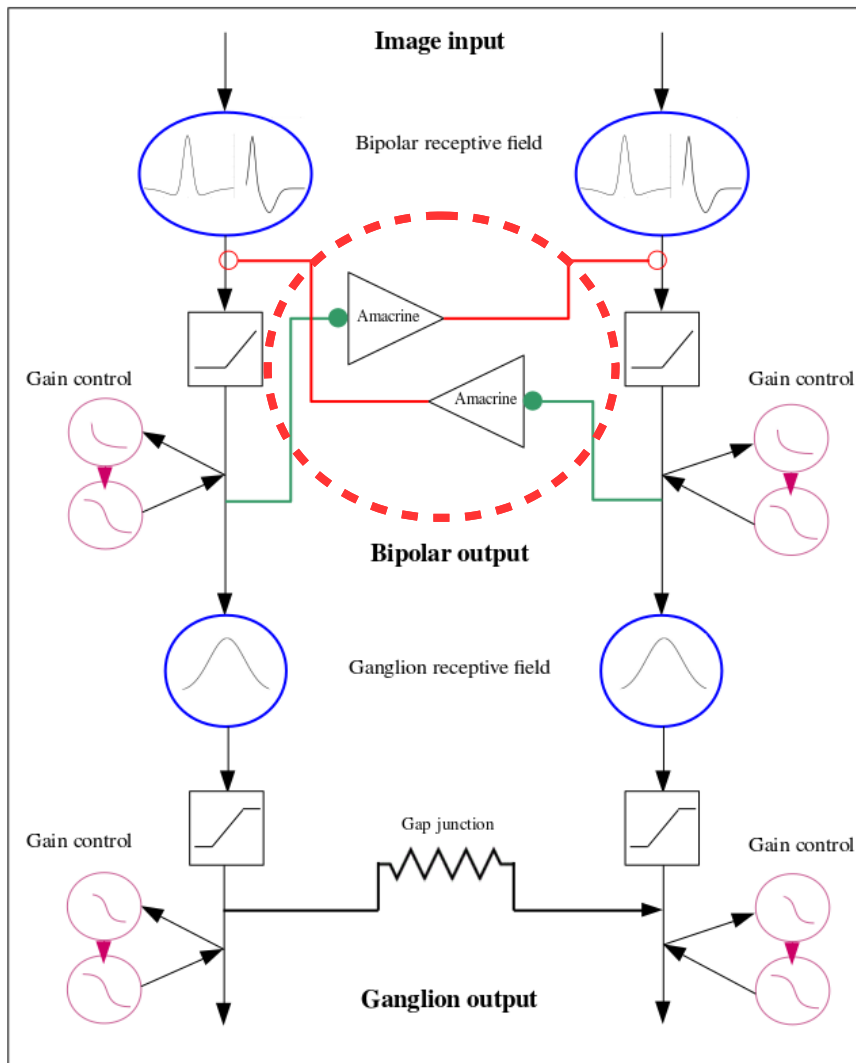 Image input
Bipolar receptive field
Amacrine
Gain control
Amacrine
Gain control
Bipolar output
Ganglion receptive field
Gap junction
Gain control
Gain control
Ganglion output